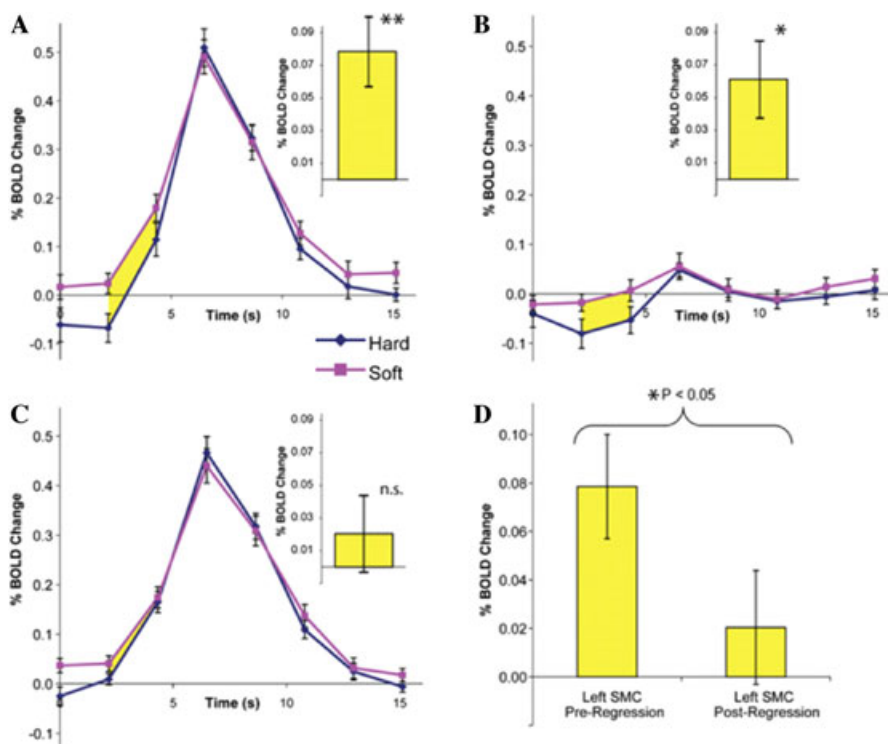 A
% BOLD Change
0.5
0.4
0.3
0.2
0.1
0.0
-0.1
5
10
15
Time (s)
% BOLD Change
0.09
0.07
0.05
0.03
0.01
**
Hard
Soft
B
% BOLD Change
0.5
0.4
0.3
0.2
0.1
0.0
-0.1
5
10
15
Time (s)
% BOLD Change
0.09
0.07
0.05
0.03
0.01
*
C
% BOLD Change
0.5
0.4
0.3
0.2
0.1
0.0
-0.1
5
10
15
Time (s)
% BOLD Change
0.09
0.07
0.05
0.03
0.01
n.s.
D
*P < 0.05
% BOLD Change
0.10
0.08
0.06
0.04
0.02
0.00
Left SMC
Pre-Regression
Left SMC
Post-Regression